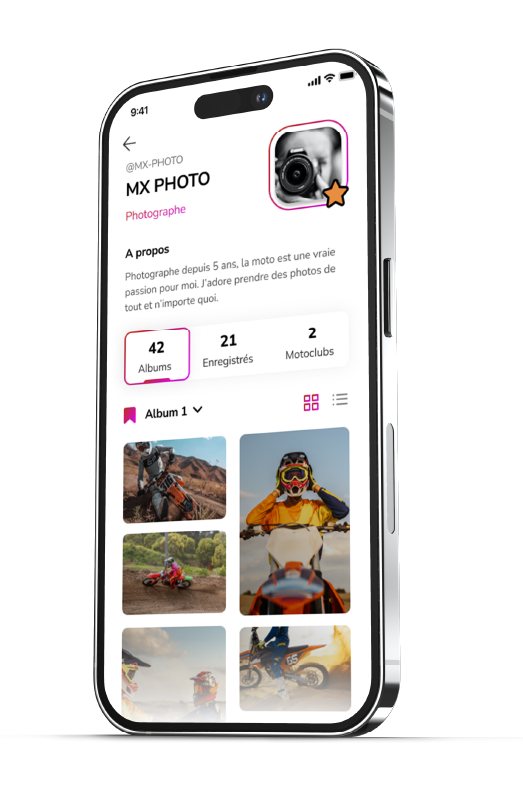 9:41
@MX-PHOTO
MX PHOTO
Photographe
A propos
Photographe depuis 5 ans, la moto est une vraie
passion pour moi. J'adore prendre des photos de
tout et n'importe quoi.
42
Albums
21
Enregistrés
2
Motoclubs
Album 1
65